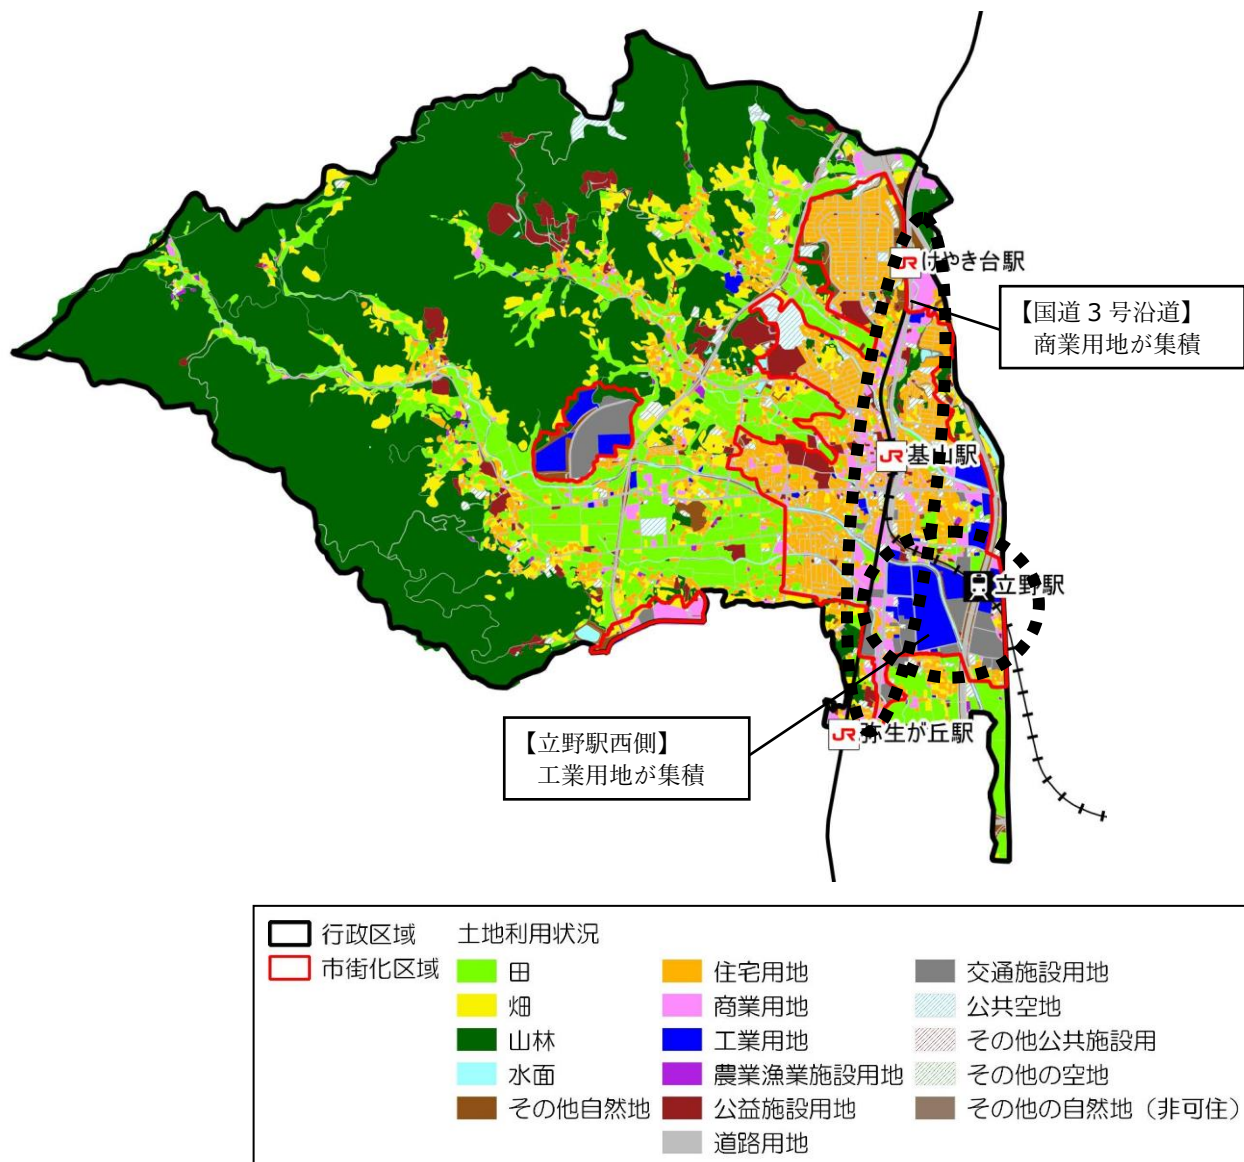 JRけやき台駅
【国道3号沿道】
商業用地が集積
JR基山駅
立野駅
【立野駅西側】
工業用地が集積
JR弥生が丘駅
行政区域
市街化区域
土地利用状況
田
畑
山林
水面
その他自然地
住宅用地
商業用地
工業用地
農業漁業施設用地
公益施設用地
道路用地
交通施設用地
公共空地
その他公共施設用
その他の空地
その他の自然地（非可住）